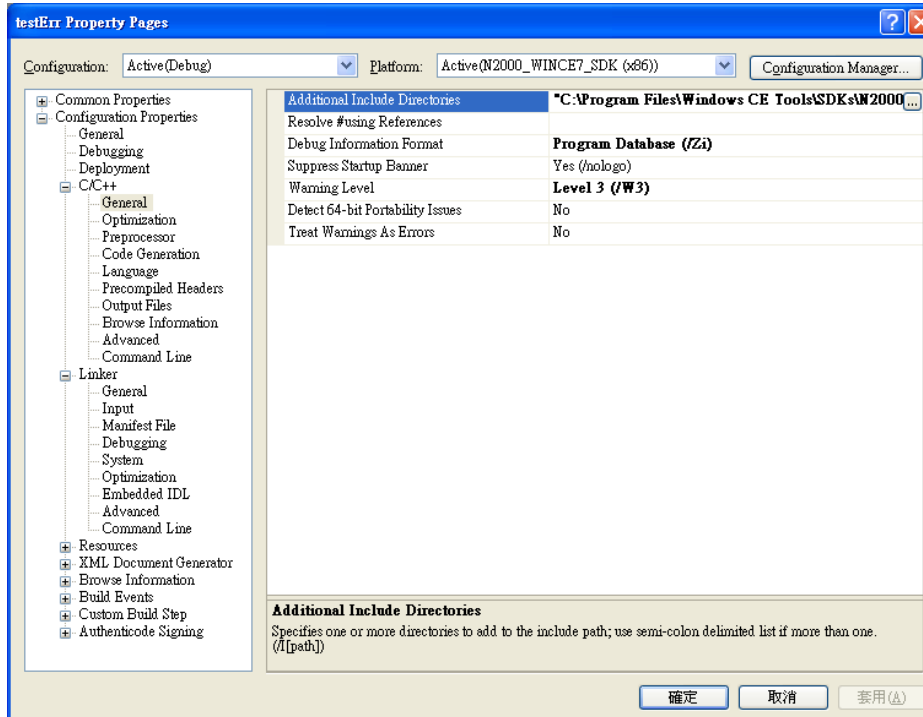 testErr Property Pages
Configuration: Active(Debug) Platform: Active(N2000_WINCE7_SDK (x86)) Configuration Manager...
Common Properties
Configuration Properties
General
Debugging
Deployment
C/C++
General
Optimization
Preprocessor
Code Generation
Language
Precompiled Headers
Output Files
Browse Information
Advanced
Command Line
Linker
General
Input
Manifest File
Debugging
System
Optimization
Embedded IDL
Advanced
Command Line
Resources
XML Document Generator
Browse Information
Build Events
Custom Build Step
Authenticode Signing
Additional Include Directories "C:\Program Files\Windows CE Tools\SDKs\N2000 ...
Resolve #using References
Debug Information Format Program Database (/Zi)
Suppress Startup Banner Yes (/nologo)
Warning Level Level 3 (/W3)
Detect 64-bit Portability Issues No
Treat Warnings As Errors No
Additional Include Directories
Specifies one or more directories to add to the include path; use semi-colon delimited list if more than one.
(/I[path])
確定 取消 套用(A)